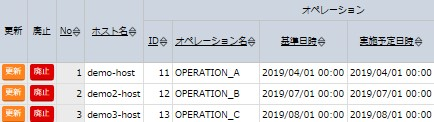 オペレーション
更新 廃止 No ホスト名 ID オペレーション名 基準日時 実施予定日時
更新 廃止 1 demo-host 11 OPERATION_A 2019/04/01 00:00 2019/04/01 00:00
更新 廃止 2 demo2-host 12 OPERATION_B 2019/07/01 00:00 2019/07/01 00:00
更新 廃止 3 demo3-host 13 OPERATION_C 2019/08/01 00:00 2019/08/01 00:00